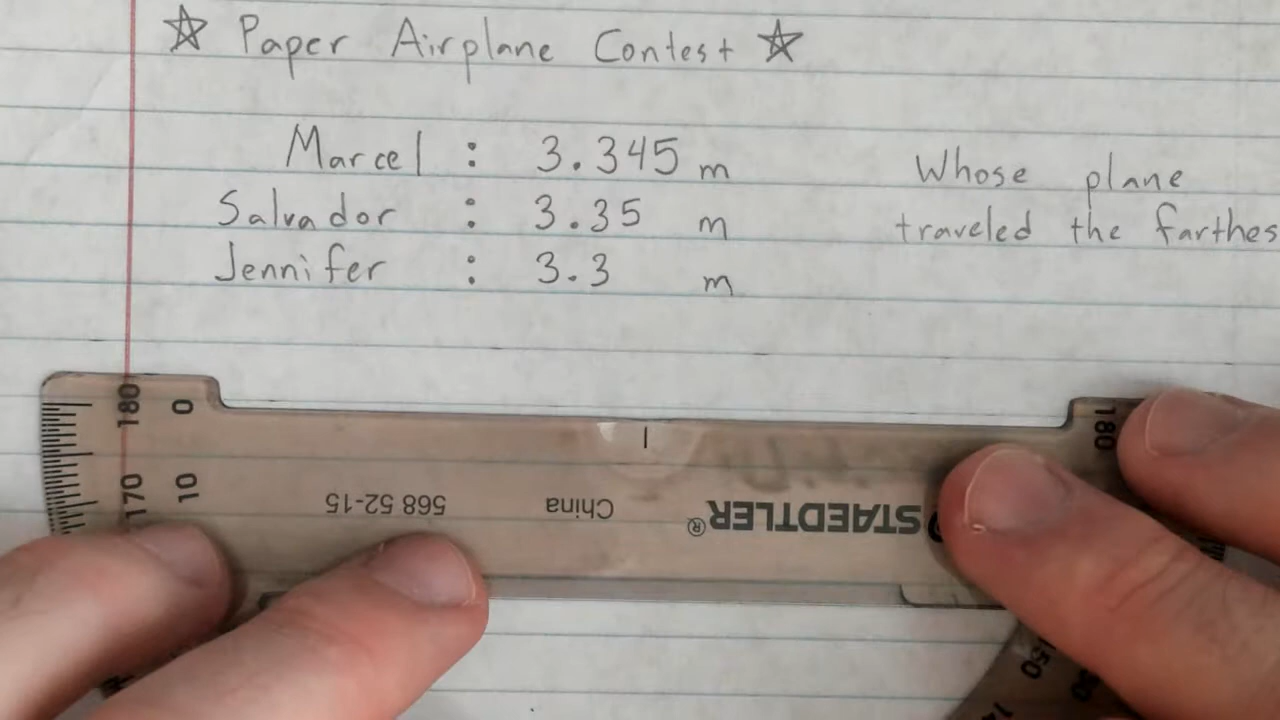 ☆ Paper Airplane Contest ☆
Marcel : 3.345 m
Salvador : 3.35 m
Jennifer : 3.3 m
Whose plane
traveled the farthes
180 0
170 10
180
568 52-15 China STAEDTLER®
150